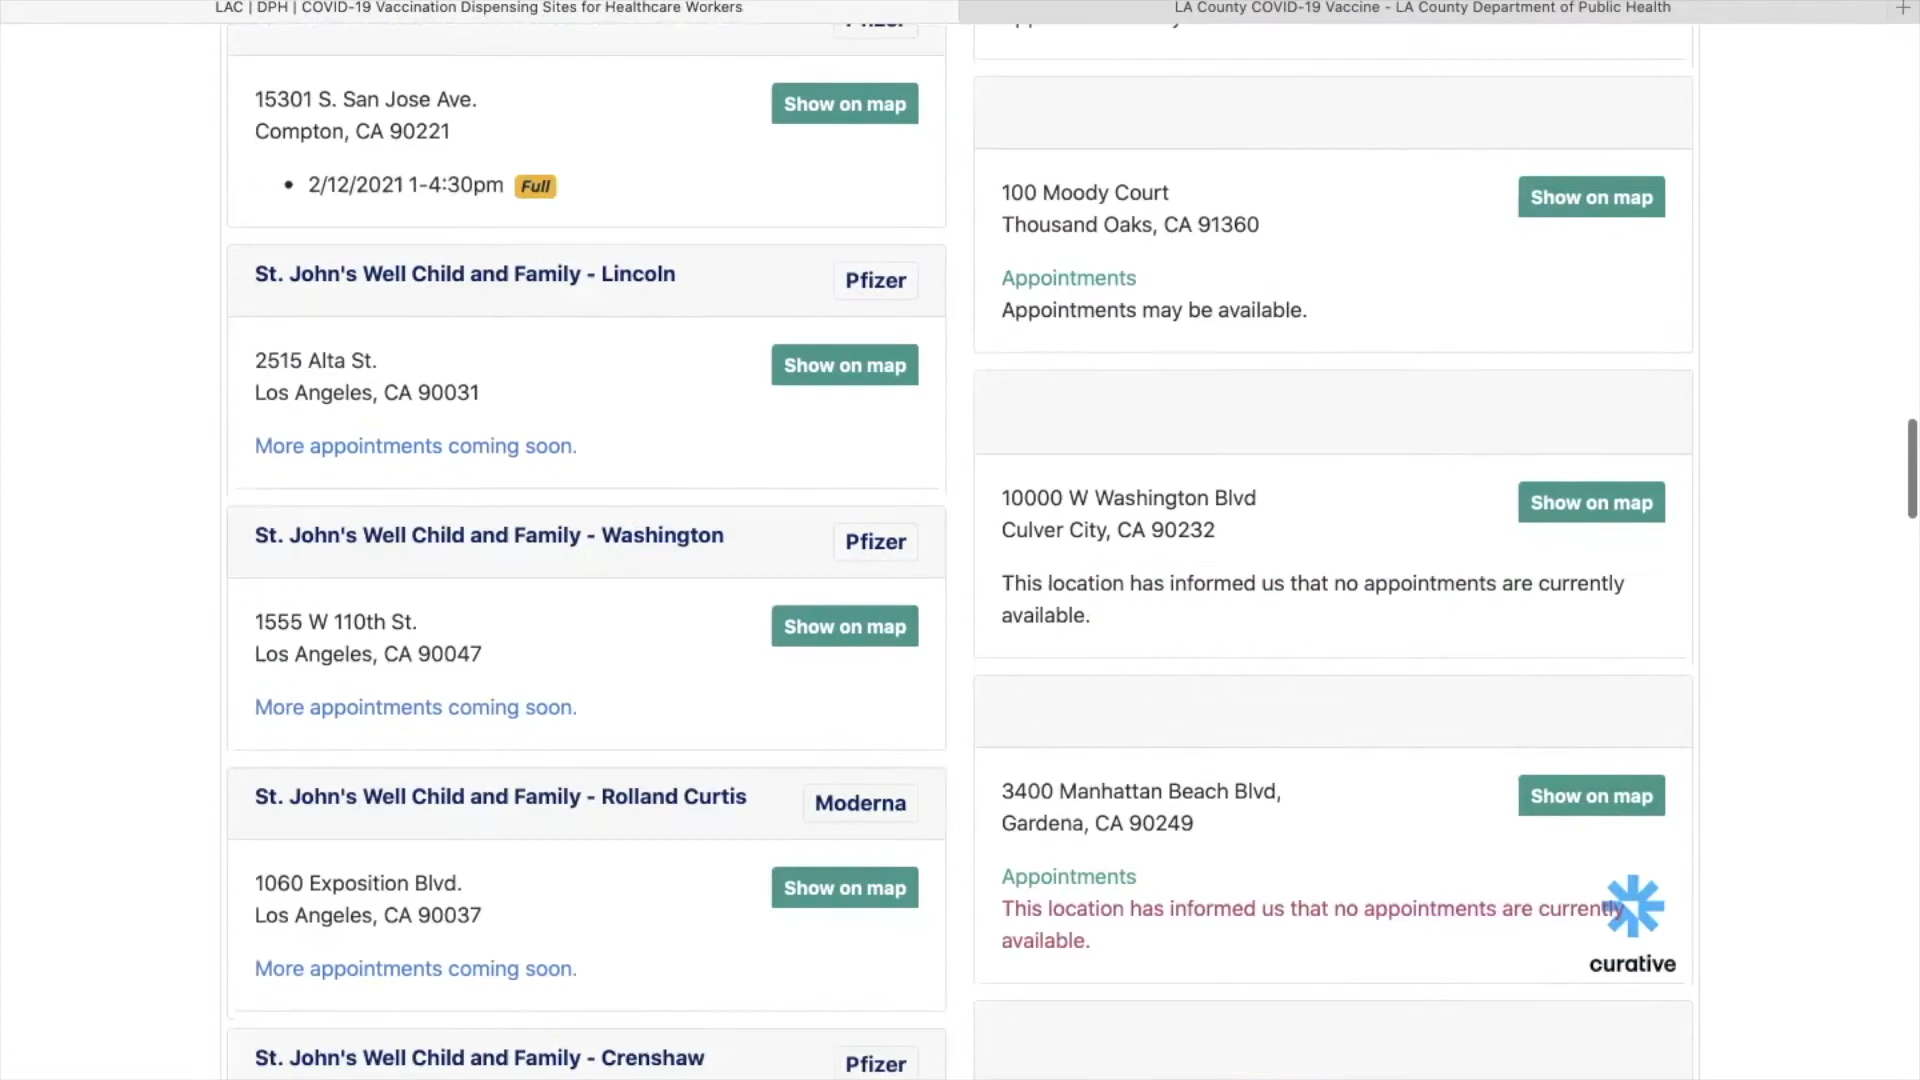 LAC | DPH | COVID-19 Vaccination Dispensing Sites for Healthcare Workers
LA County COVID-19 Vaccine - LA County Department of Public Health
+
15301 S. San Jose Ave.
Compton, CA 90221
Show on map
• 2/12/2021 1-4:30pm Full
St. John's Well Child and Family - Lincoln
Pfizer
2515 Alta St.
Los Angeles, CA 90031
Show on map
More appointments coming soon.
St. John's Well Child and Family - Washington
Pfizer
1555 W 110th St.
Los Angeles, CA 90047
Show on map
More appointments coming soon.
St. John's Well Child and Family - Rolland Curtis
Moderna
1060 Exposition Blvd.
Los Angeles, CA 90037
Show on map
More appointments coming soon.
St. John's Well Child and Family - Crenshaw
Pfizer
100 Moody Court
Thousand Oaks, CA 91360
Show on map
Appointments
Appointments may be available.
10000 W Washington Blvd
Culver City, CA 90232
Show on map
This location has informed us that no appointments are currently
available.
3400 Manhattan Beach Blvd,
Gardena, CA 90249
Show on map
Appointments
This location has informed us that no appointments are currently
available.
curative